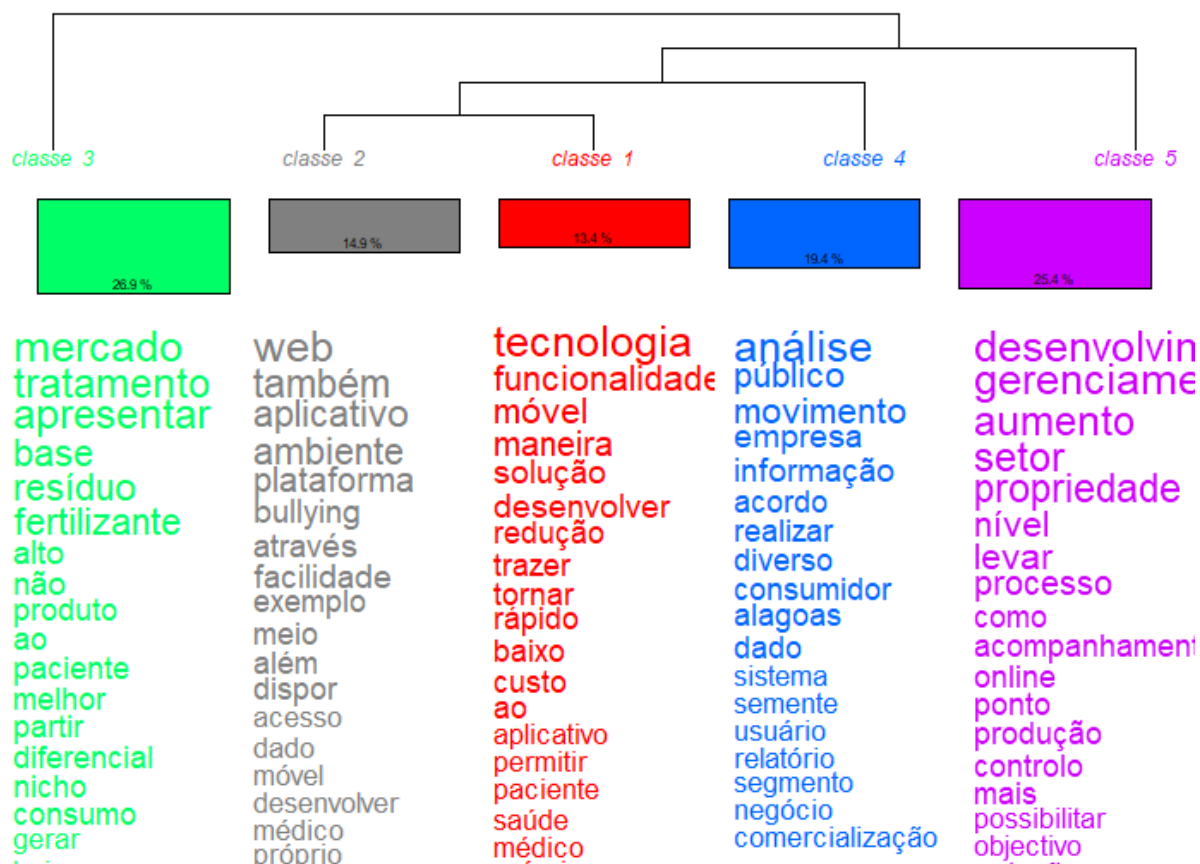 classe 3
classe 2
classe 1
classe 4
classe 5
26.9 %
14.9 %
13.4 %
19.4 %
25.4 %
mercado
tratamento
apresentar
base
resíduo
fertilizante
alto
não
produto
ao
paciente
melhor
partir
diferencial
nicho
consumo
gerar
web
também
aplicativo
ambiente
plataforma
bullying
através
facilidade
exemplo
meio
além
dispor
acesso
dado
móvel
desenvolver
médico
próprio
tecnologia
funcionalidade
móvel
maneira
solução
desenvolver
redução
trazer
tornar
rápido
baixo
custo
ao
aplicativo
permitir
paciente
saúde
médico
análise
público
movimento
empresa
informação
acordo
realizar
diverso
consumidor
alagoas
dado
sistema
semente
usuário
relatório
segmento
negócio
comercialização
desenvolvim
gerenciame
aumento
setor
propriedade
nível
levar
processo
como
acompanhament
online
ponto
produção
controlo
mais
possibilitar
objectivo